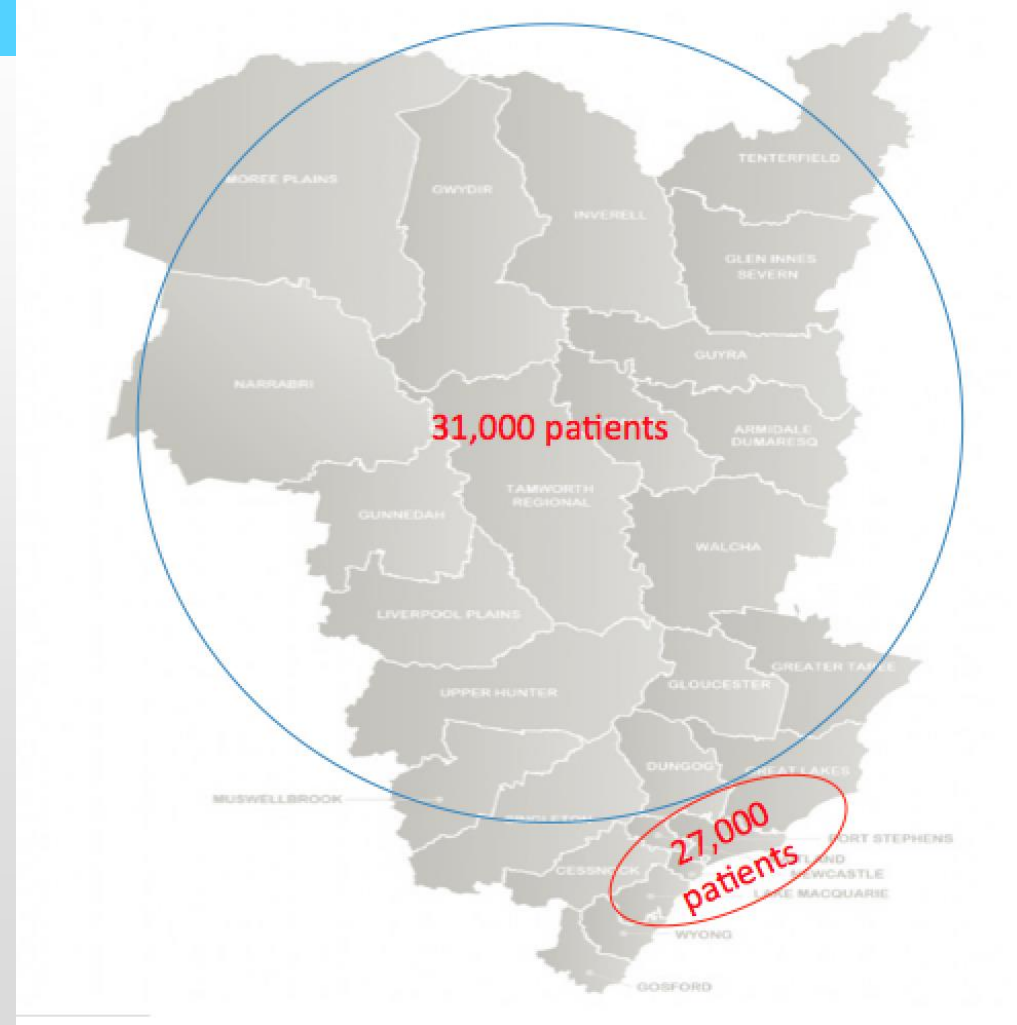 TENTERFIELD
MOREE PLAINS
GWYDIR
INVERELL
GLEN INNES
SEVERN
GUYRA
NARRABRI
31,000 patients
ARMIDALE
DUMARESQ
TAMWORTH
REGIONAL
GUNNEDAH
WALCHA
LIVERPOOL PLAINS
GREATER TAREE
GLOUCESTER
UPPER HUNTER
DUNGOG
GREAT LAKES
MUSWELLBROOK
SINGLETON
27,000
patients
PORT STEPHENS
CESSNOCK
NEWCASTLE
LAKE MACQUARIE
WYONG
GOSFORD